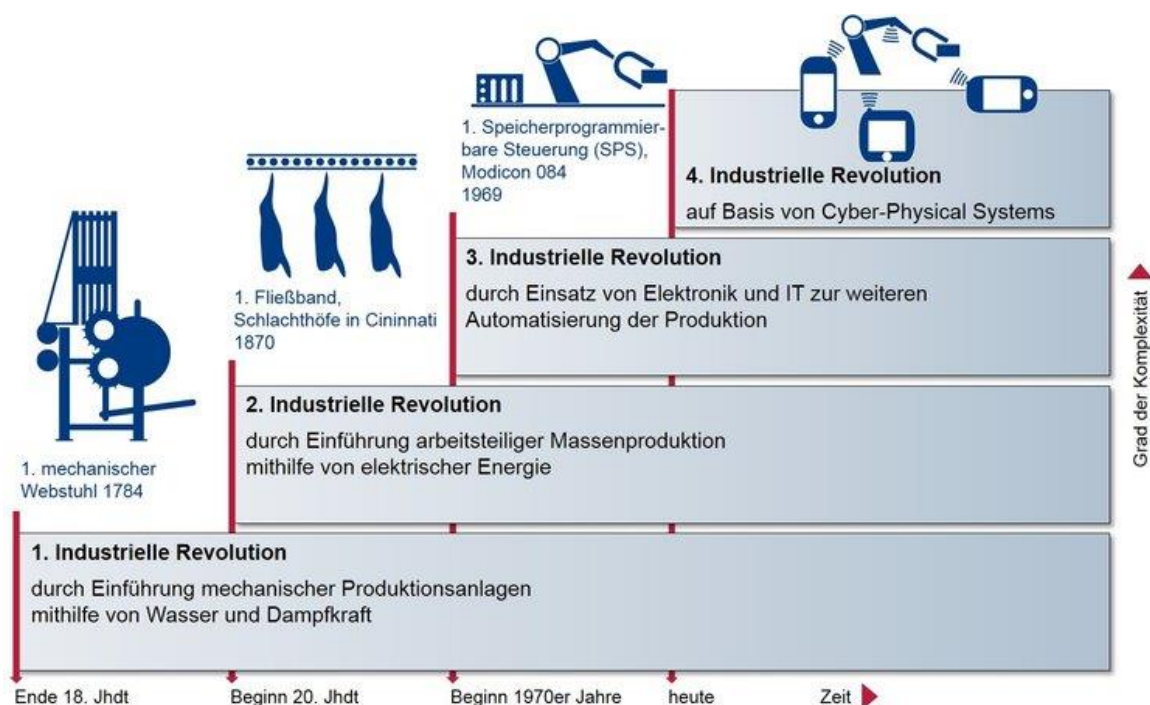 1. Speicherprogrammier-
bare Steuerung (SPS),
Modicon 084
1969
4. Industrielle Revolution
auf Basis von Cyber-Physical Systems
3. Industrielle Revolution
durch Einsatz von Elektronik und IT zur weiteren
Automatisierung der Produktion
1. Fließband,
Schlachthöfe in Cininnati
1870
2. Industrielle Revolution
durch Einführung arbeitsteiliger Massenproduktion
mithilfe von elektrischer Energie
1. mechanischer
Webstuhl 1784
1. Industrielle Revolution
durch Einführung mechanischer Produktionsanlagen
mithilfe von Wasser und Dampfkraft
Grad der Komplexität
Ende 18. Jhdt
Beginn 20. Jhdt
Beginn 1970er Jahre
heute
Zeit